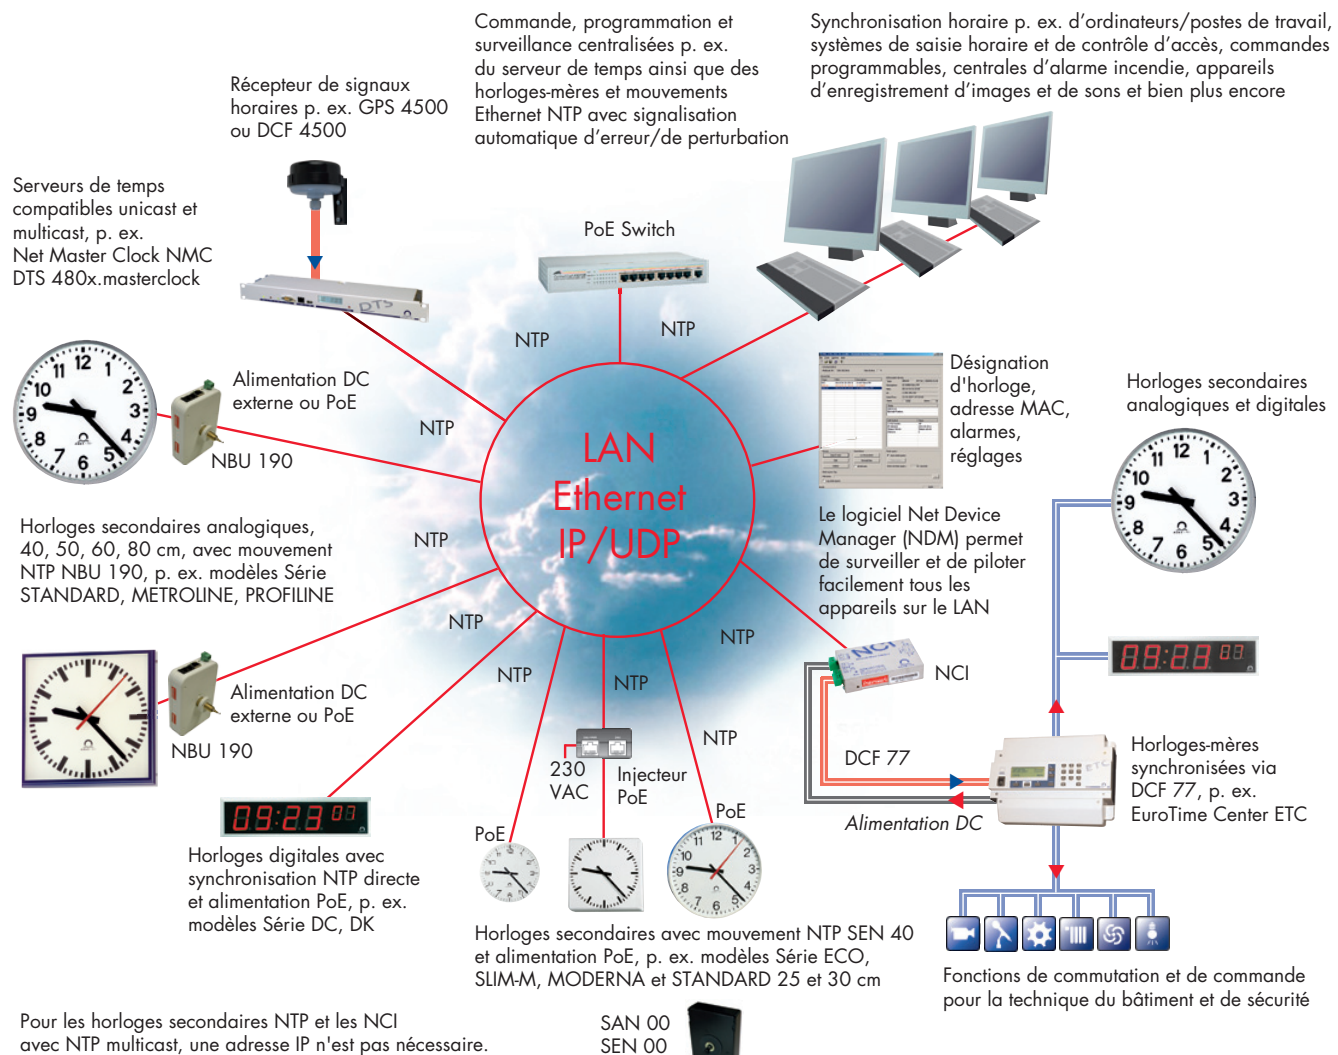 Commande, programmation et
surveillance centralisées p. ex.
du serveur de temps ainsi que des
horloges-mères et mouvements
Ethernet NTP avec signalisation
automatique d'erreur/de perturbation
Synchronisation horaire p. ex. d'ordinateurs/postes de travail,
systèmes de saisie horaire et de contrôle d'accès, commandes
programmables, centrales d'alarme incendie, appareils
d'enregistrement d'images et de sons et bien plus encore
Récepteur de signaux
horaires p. ex. GPS 4500
ou DCF 4500
Serveurs de temps
compatibles unicast et
multicast, p. ex.
Net Master Clock NMC
DTS 480x.masterclock
DTS
PoE Switch
NTP
NTP
NTP
NTP
NTP
NTP
NTP
NTP
NTP
LAN
Ethernet
IP/UDP
Alimentation DC
externe ou PoE
NBU 190
Désignation
d'horloge,
adresse MAC,
alarmes,
réglages
Horloges secondaires
analogiques et digitales
Horloges secondaires analogiques,
40, 50, 60, 80 cm, avec mouvement
NTP NBU 190, p. ex. modèles Série
STANDARD, METROLINE, PROFILINE
Le logiciel Net Device
Manager (NDM) permet
de surveiller et de piloter
facilement tous les
appareils sur le LAN
Alimentation DC
externe ou PoE
NBU 190
NCI
NCI
DCF 77
Alimentation DC
ETC
Horloges-mères
synchronisées via
DCF 77, p. ex.
EuroTime Center ETC
230
VAC
Injecteur
PoE
PoE
PoE
09:23 07
Horloges digitales avec
synchronisation NTP directe
et alimentation PoE, p. ex.
modèles Série DC, DK
Horloges secondaires avec mouvement NTP SEN 40
et alimentation PoE, p. ex. modèles Série ECO,
SLIM-M, MODERNA et STANDARD 25 et 30 cm
Fonctions de commutation et de commande
pour la technique du bâtiment et de sécurité
Pour les horloges secondaires NTP et les NCI
avec NTP multicast, une adresse IP n'est pas nécessaire.
SAN 00
SEN 00